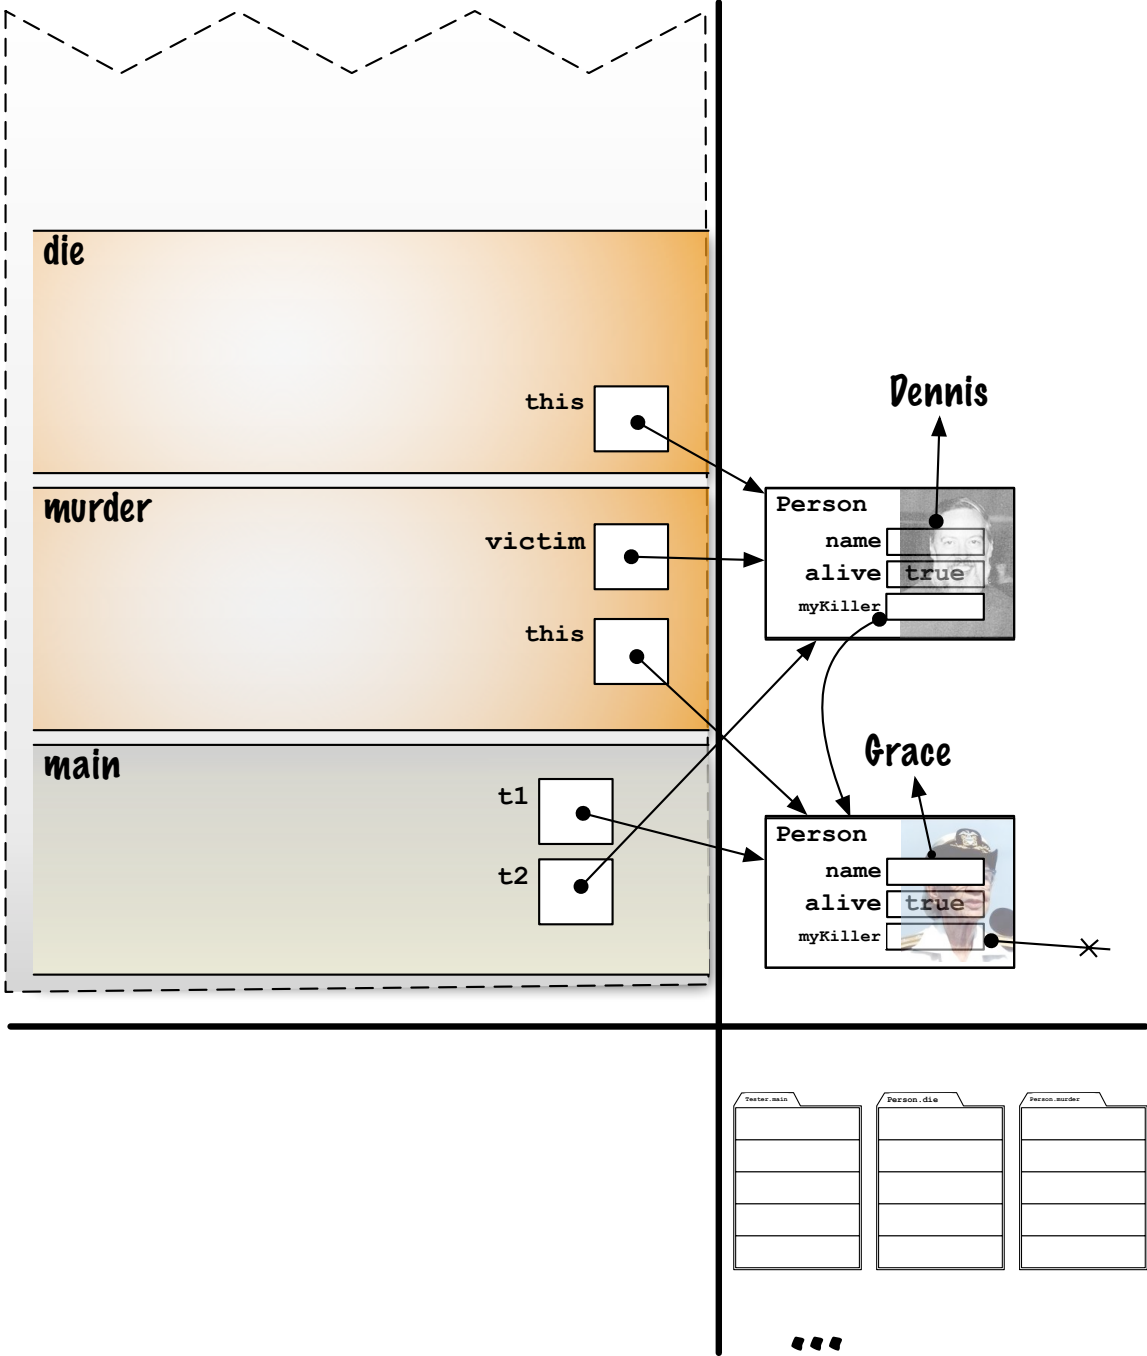 die
this
murder
victim
this
main
t1
t2
Dennis
Person
name
alive true
myKiller
Grace
Person
name
alive true
myKiller
Tester.main
Person.die
Person.murder
...